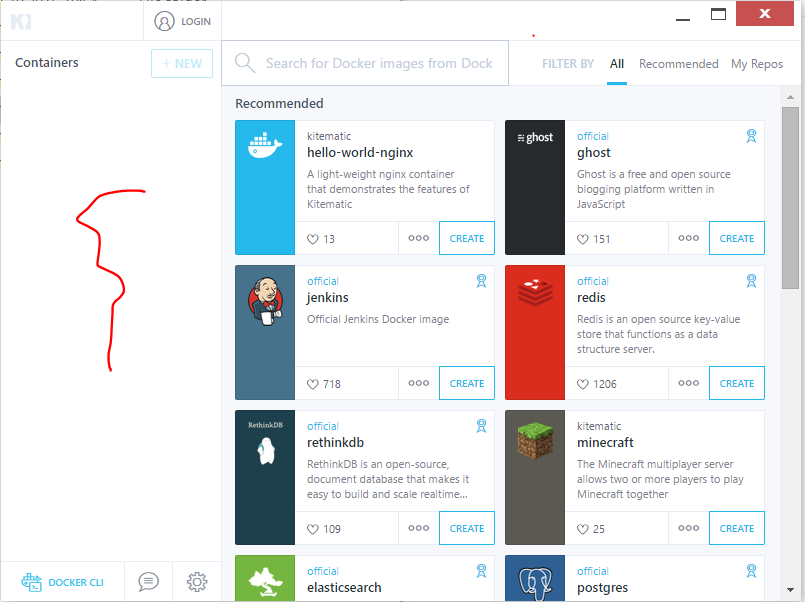 LOGIN
Containers
+ NEW
Search for Docker images from Dock
FILTER BY
All
Recommended
My Repos
Recommended
kitematic
hello-world-nginx
A light-weight nginx container
that demonstrates the features of
Kitematic
13
CREATE
official
ghost
ghost
Ghost is a free and open source
blogging platform written in
JavaScript
151
CREATE
official
jenkins
Official Jenkins Docker image
718
CREATE
official
redis
Redis is an open source key-value
store that functions as a data
structure server.
1206
CREATE
RethinkDB
official
rethinkdb
RethinkDB is an open-source,
document database that makes it
easy to build and scale realtime...
109
CREATE
kitematic
minecraft
The Minecraft multiplayer server
allows two or more players to play
Minecraft together
25
CREATE
official
elasticsearch
official
postgres
DOCKER CLI